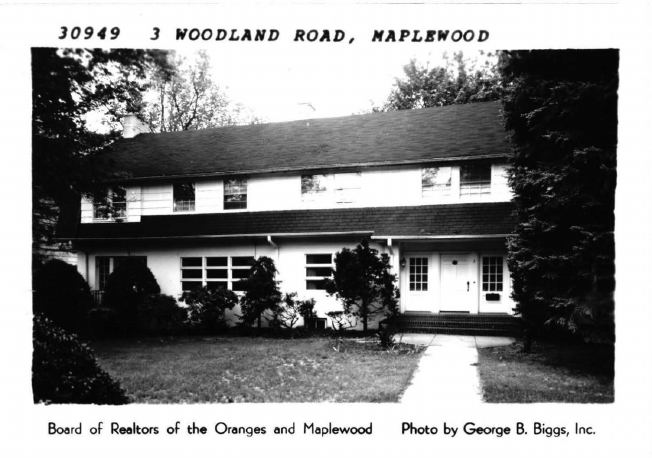 30949 3 WOODLAND ROAD, MAPLEWOOD
Board of Realtors of the Oranges and Maplewood Photo by George B. Biggs, Inc.